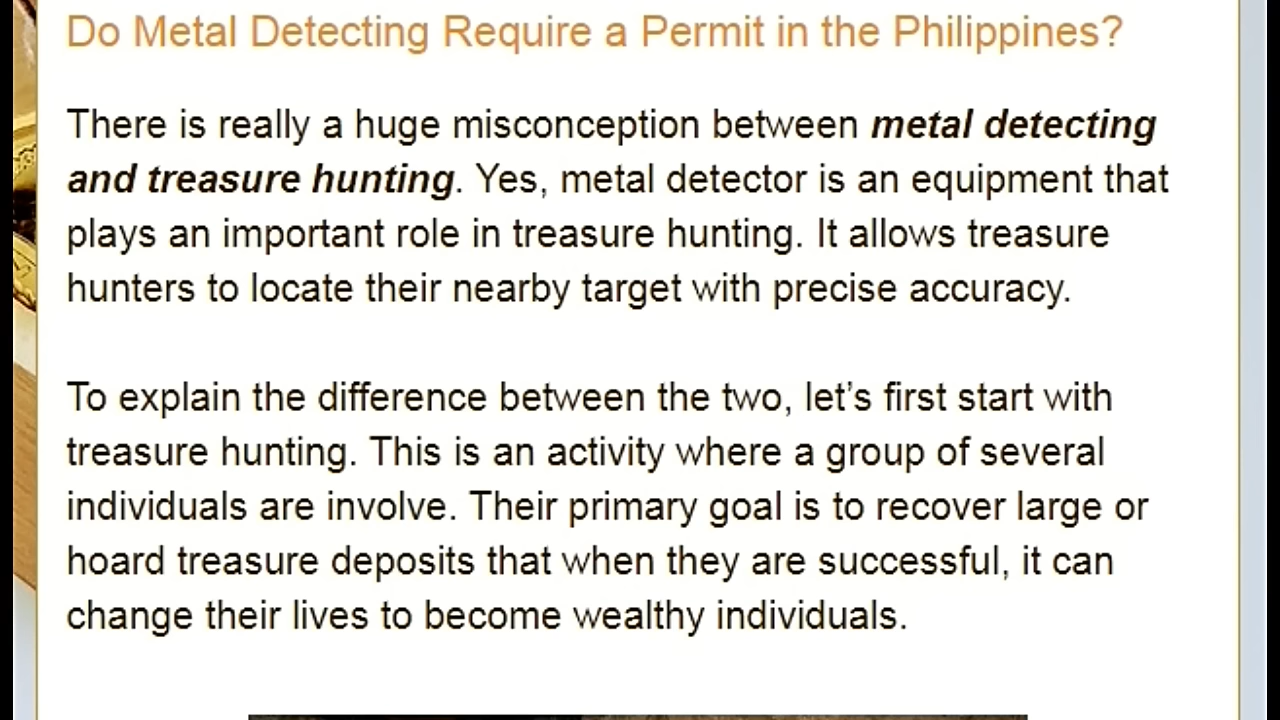 Do Metal Detecting Require a Permit in the Philippines?
There is really a huge misconception between metal detecting
and treasure hunting. Yes, metal detector is an equipment that
plays an important role in treasure hunting. It allows treasure
hunters to locate their nearby target with precise accuracy.
To explain the difference between the two, let’s first start with
treasure hunting. This is an activity where a group of several
individuals are involve. Their primary goal is to recover large or
hoard treasure deposits that when they are successful, it can
change their lives to become wealthy individuals.